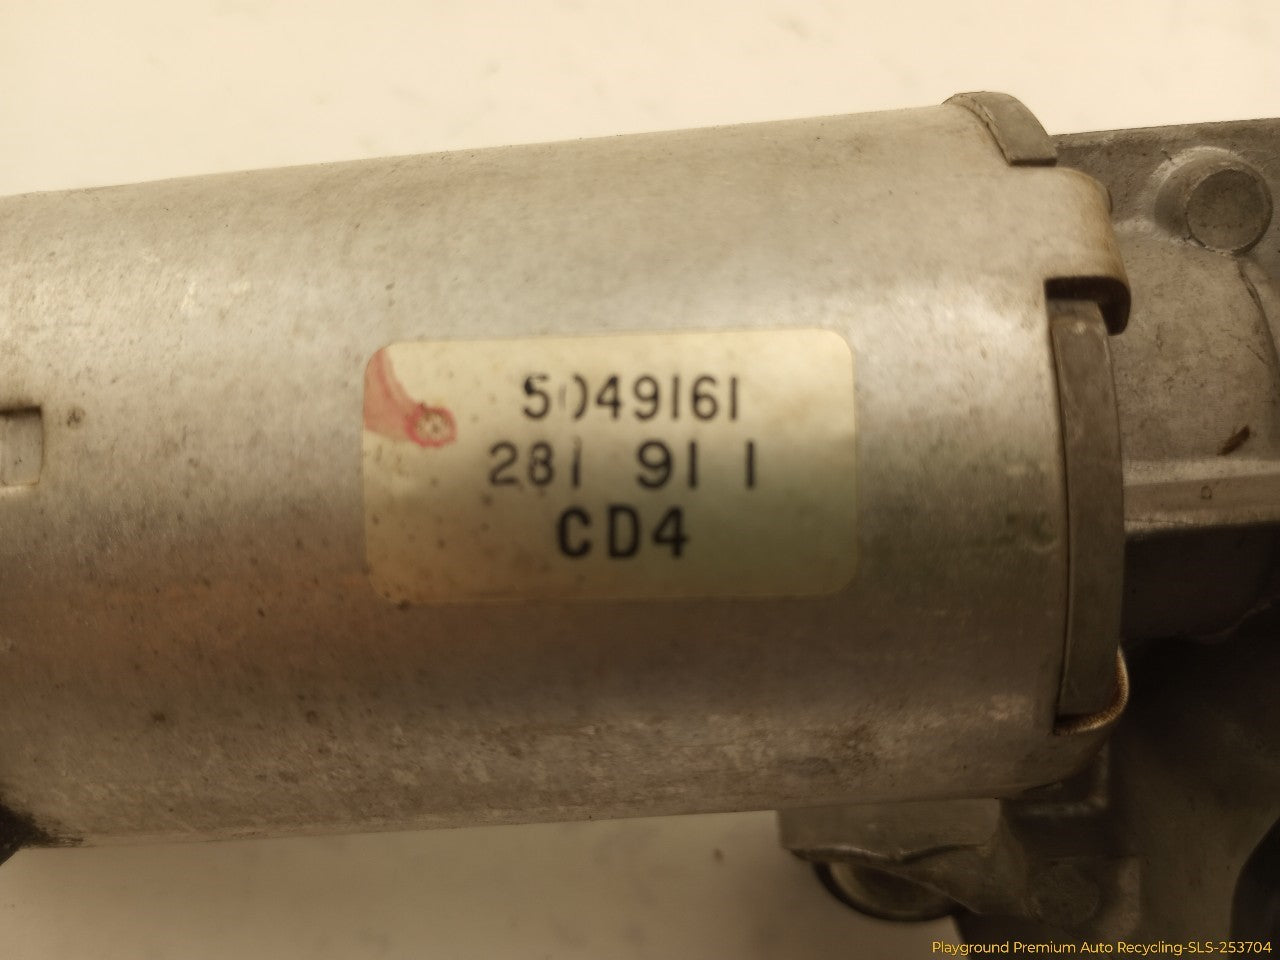 5049161
281 91 1
CD4
Playground Premium Auto Recycling-SLS-253704